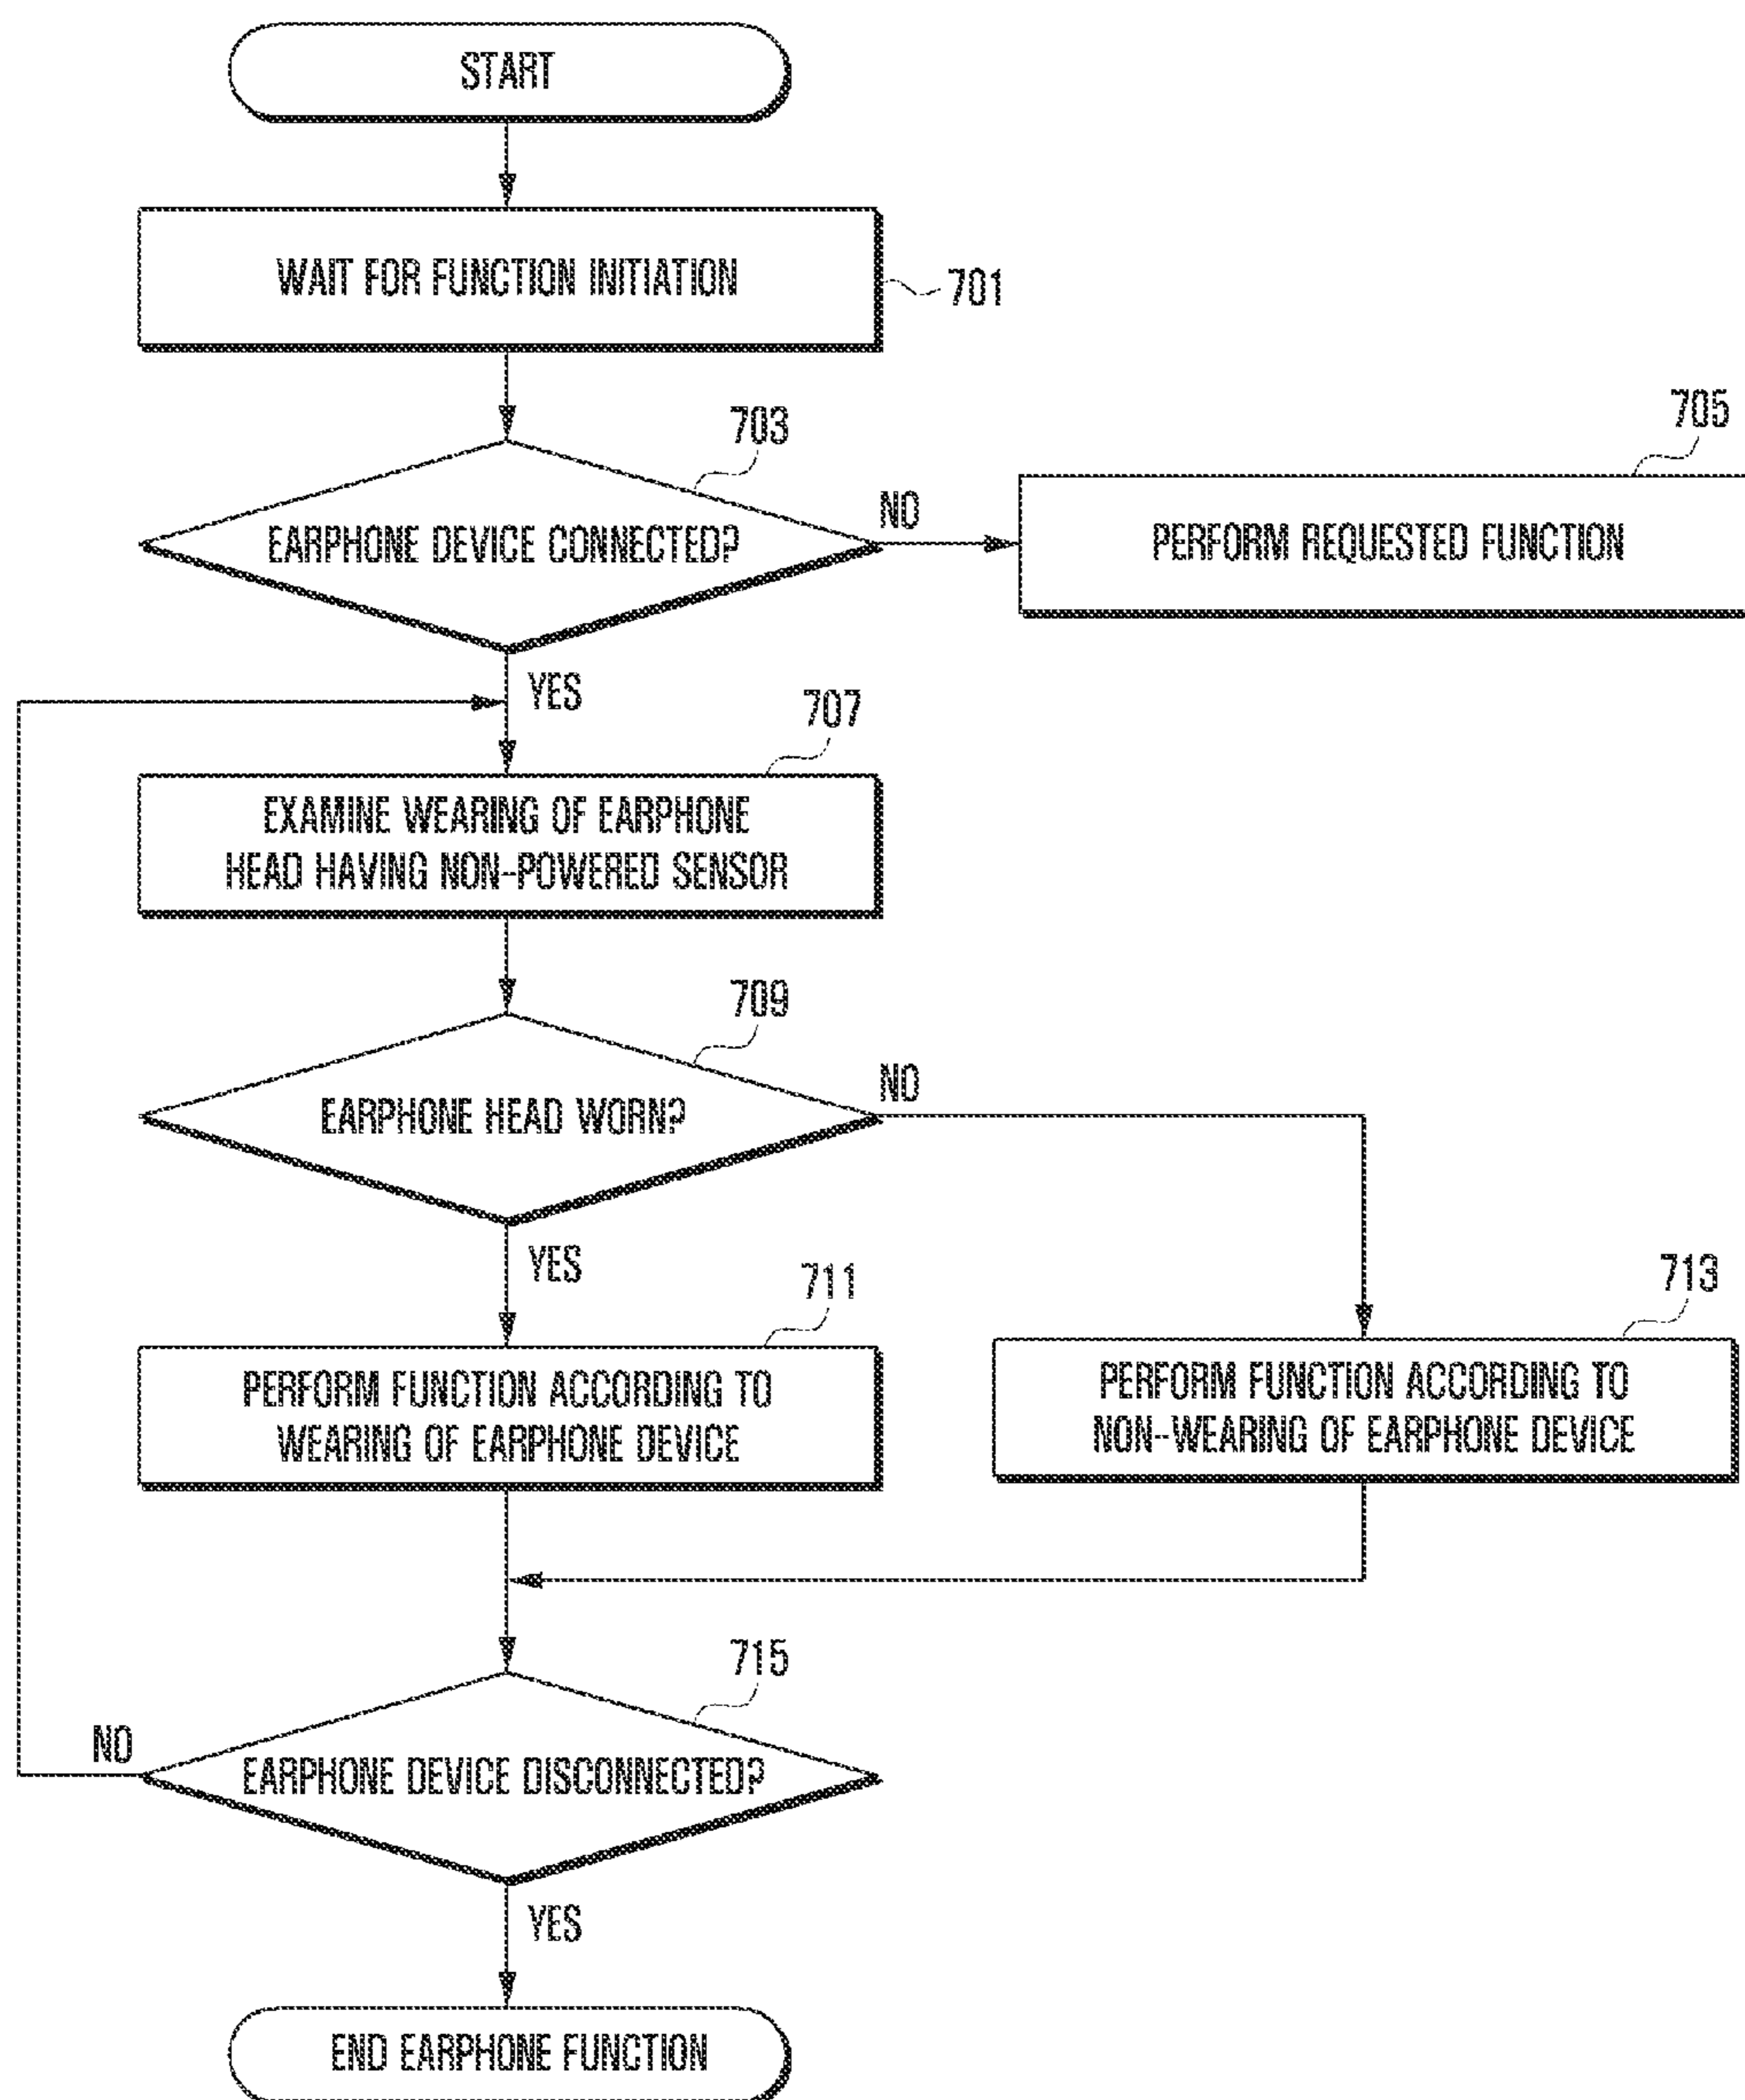 START
WAIT FOR FUNCTION INITIATION
701
703
705
EARPHONE DEVICE CONNECTED?
NO
PERFORM REQUESTED FUNCTION
YES
707
EXAMINE WEARING OF EARPHONE
HEAD HAVING NON-POWERED SENSOR
709
EARPHONE HEAD WORN?
NO
YES
711
713
PERFORM FUNCTION ACCORDING TO
WEARING OF EARPHONE DEVICE
PERFORM FUNCTION ACCORDING TO
NON-WEARING OF EARPHONE DEVICE
715
NO
EARPHONE DEVICE DISCONNECTED?
YES
END EARPHONE FUNCTION